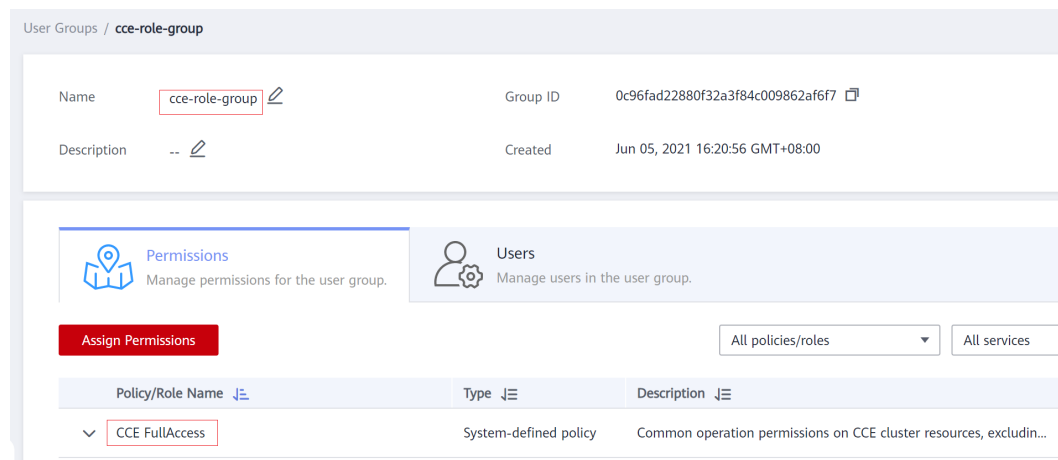 User Groups / cce-role-group
Name cce-role-group Group ID 0c96fad22880f32a3f84c009862af6f7
Description -- Created Jun 05, 2021 16:20:56 GMT+08:00
Permissions Users
Manage permissions for the user group. Manage users in the user group.
Assign Permissions All policies/roles All services
Policy/Role Name Type Description
CCE FullAccess System-defined policy Common operation permissions on CCE cluster resources, excludin...